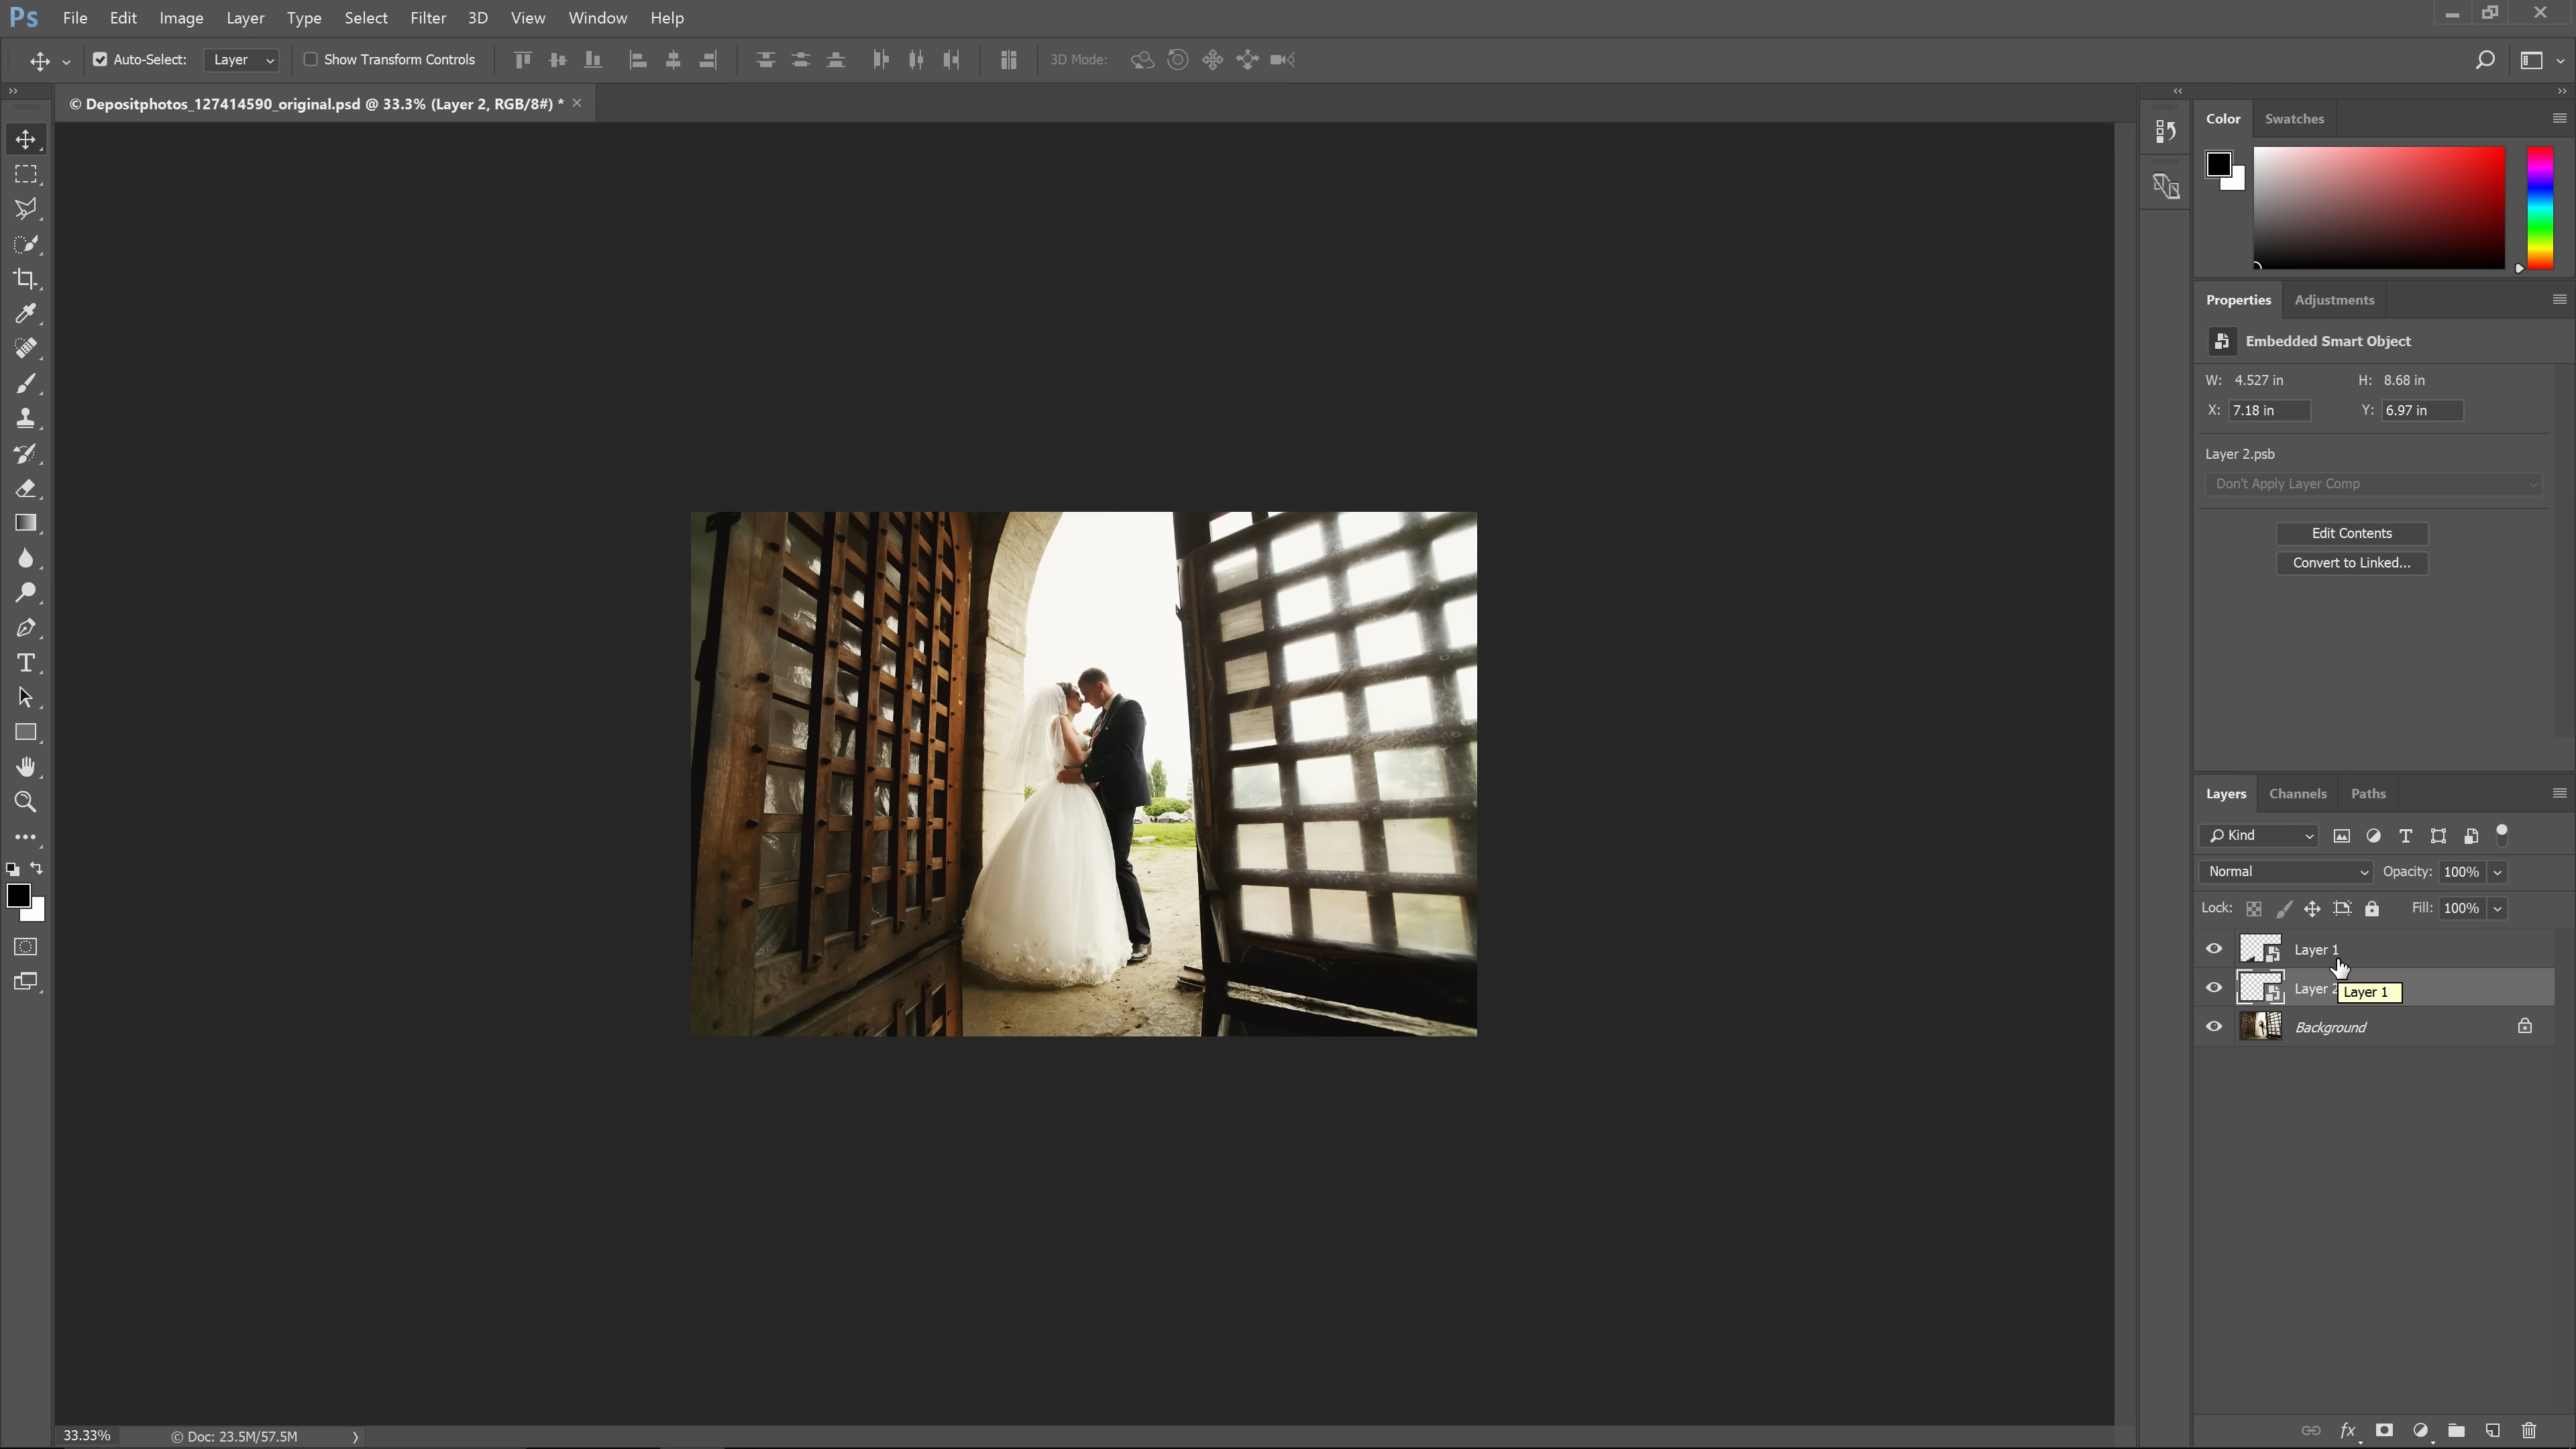 Ps File Edit Image Layer Type Select Filter 3D View Window Help
Auto-Select: Layer Show Transform Controls 3D Mode:
© Depositphotos_127414590_original.psd @ 33.3% (Layer 2, RGB/8#) *
Color Swatches
Properties Adjustments
Embedded Smart Object
W: 4.527 in H: 8.68 in
X: 7.18 in Y: 6.97 in
Layer 2.psb
Don't Apply Layer Comp
Edit Contents
Convert to Linked...
Layers Channels Paths
Kind
Normal Opacity: 100%
Lock: Fill: 100%
Layer 1
Layer 2
Layer 1
Background
fx
33.33% © Doc: 23.5M/57.5M